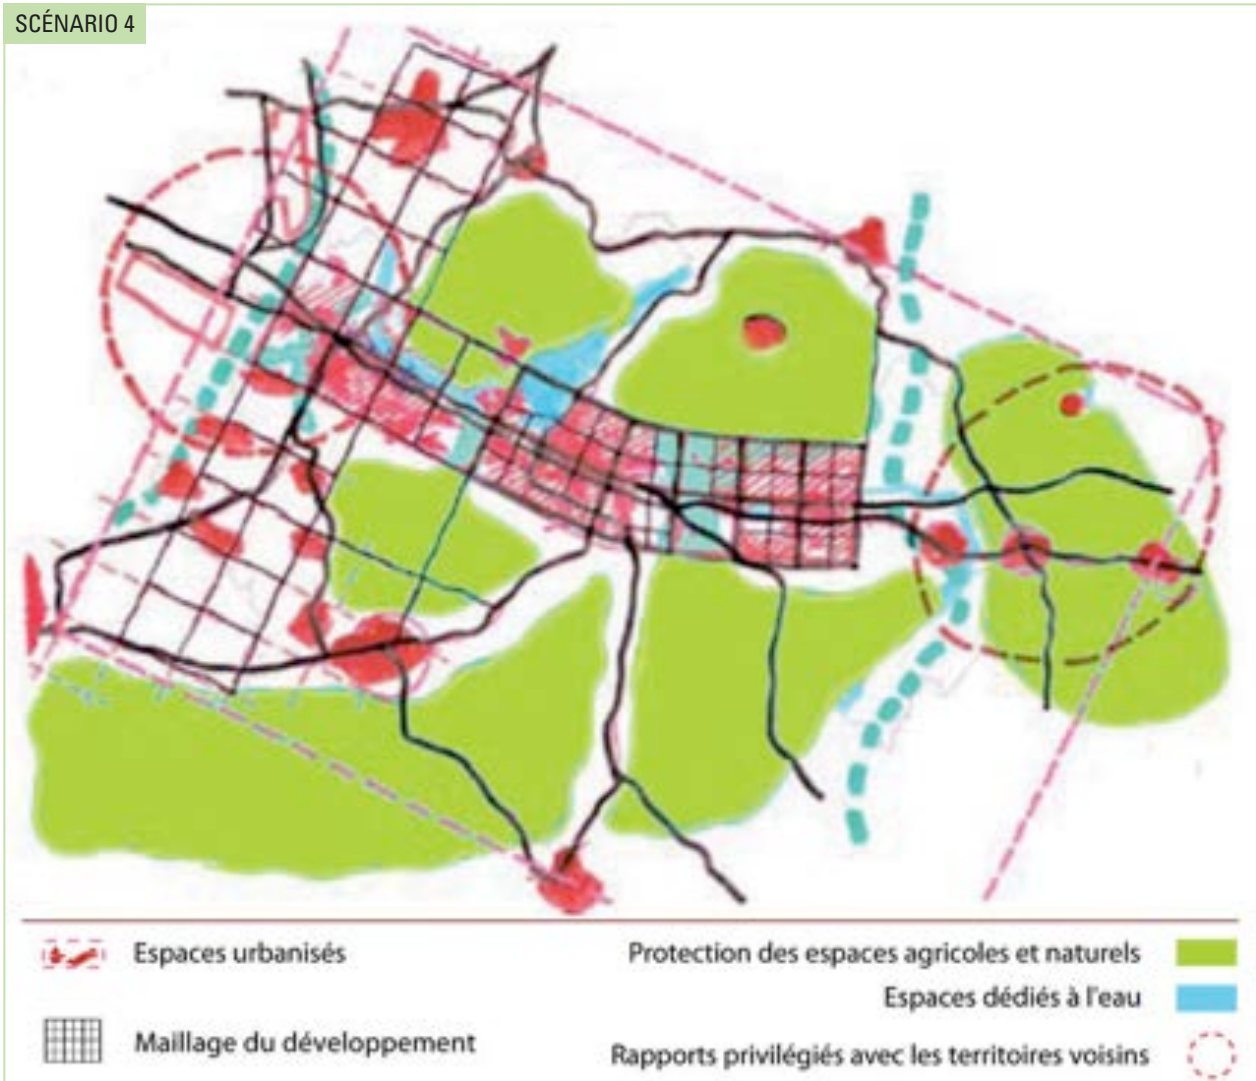 SCÉNARIO 4
Espaces urbanisés
Maillage du développement
Protection des espaces agricoles et naturels
Espaces dédiés à l'eau
Rapports privilégiés avec les territoires voisins